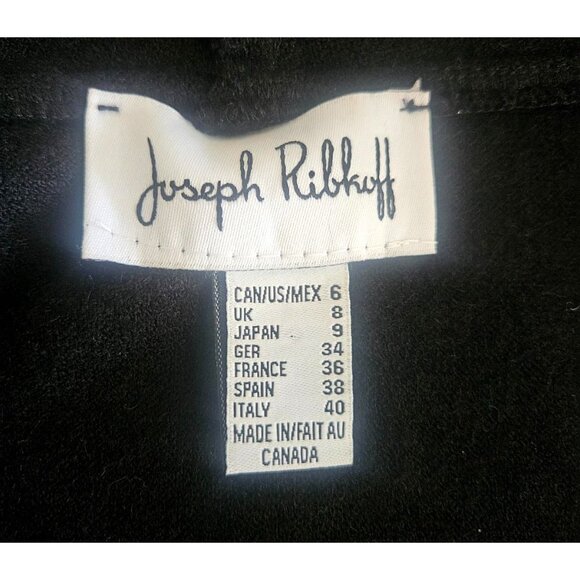 Joseph Ribkoff
CAN/US/MEX 6
UK 8
JAPAN 9
GER 34
FRANCE 36
SPAIN 38
ITALY 40
MADE IN/FAIT AU
CANADA